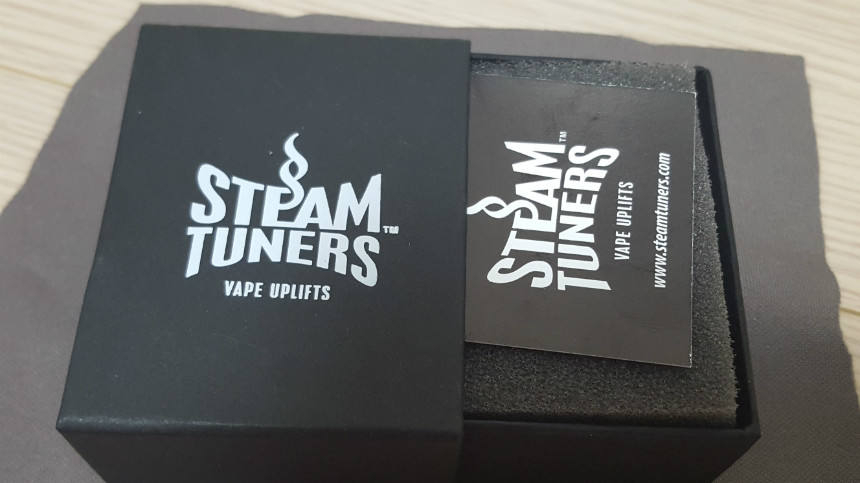 STEAM
TUNERS™
VAPE UPLIFTS
STEAM
TUNERS™
VAPE UPLIFTS
www.steamtuners.com